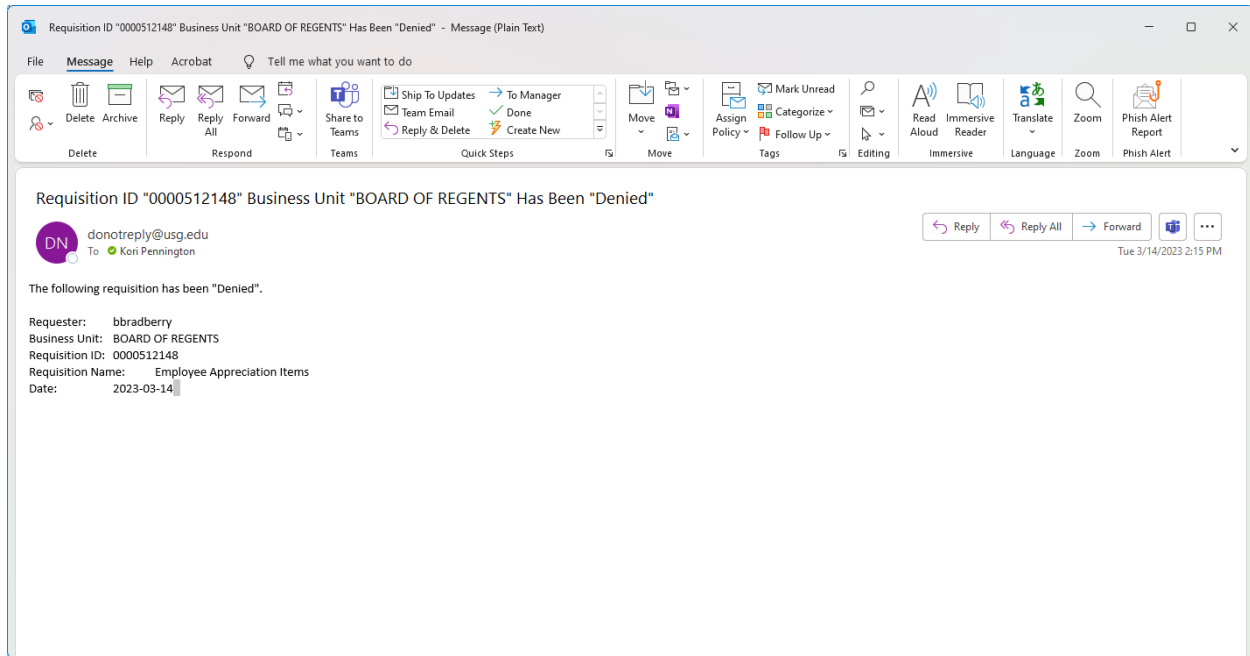 Requisition ID "0000512148" Business Unit "BOARD OF REGENTS" Has Been "Denied" - Message (Plain Text)
File Message Help Acrobat Tell me what you want to do
Delete Archive
Reply Reply All Forward
Share to Teams
Ship To Updates To Manager
Team Email Done
Reply & Delete Create New
Move
Assign Policy
Mark Unread
Categorize
Follow Up
Read Aloud Immersive Reader
Translate
Zoom
Phish Alert Report
Delete Respond Teams Quick Steps Move Tags Editing Immersive Language Zoom Phish Alert
Requisition ID "0000512148" Business Unit "BOARD OF REGENTS" Has Been "Denied"
DN
donotreply@usg.edu
To Kori Pennington
Reply Reply All Forward
Tue 3/14/2023 2:15 PM
The following requisition has been "Denied".
Requester: bbradberry
Business Unit: BOARD OF REGENTS
Requisition ID: 0000512148
Requisition Name: Employee Appreciation Items
Date: 2023-03-14